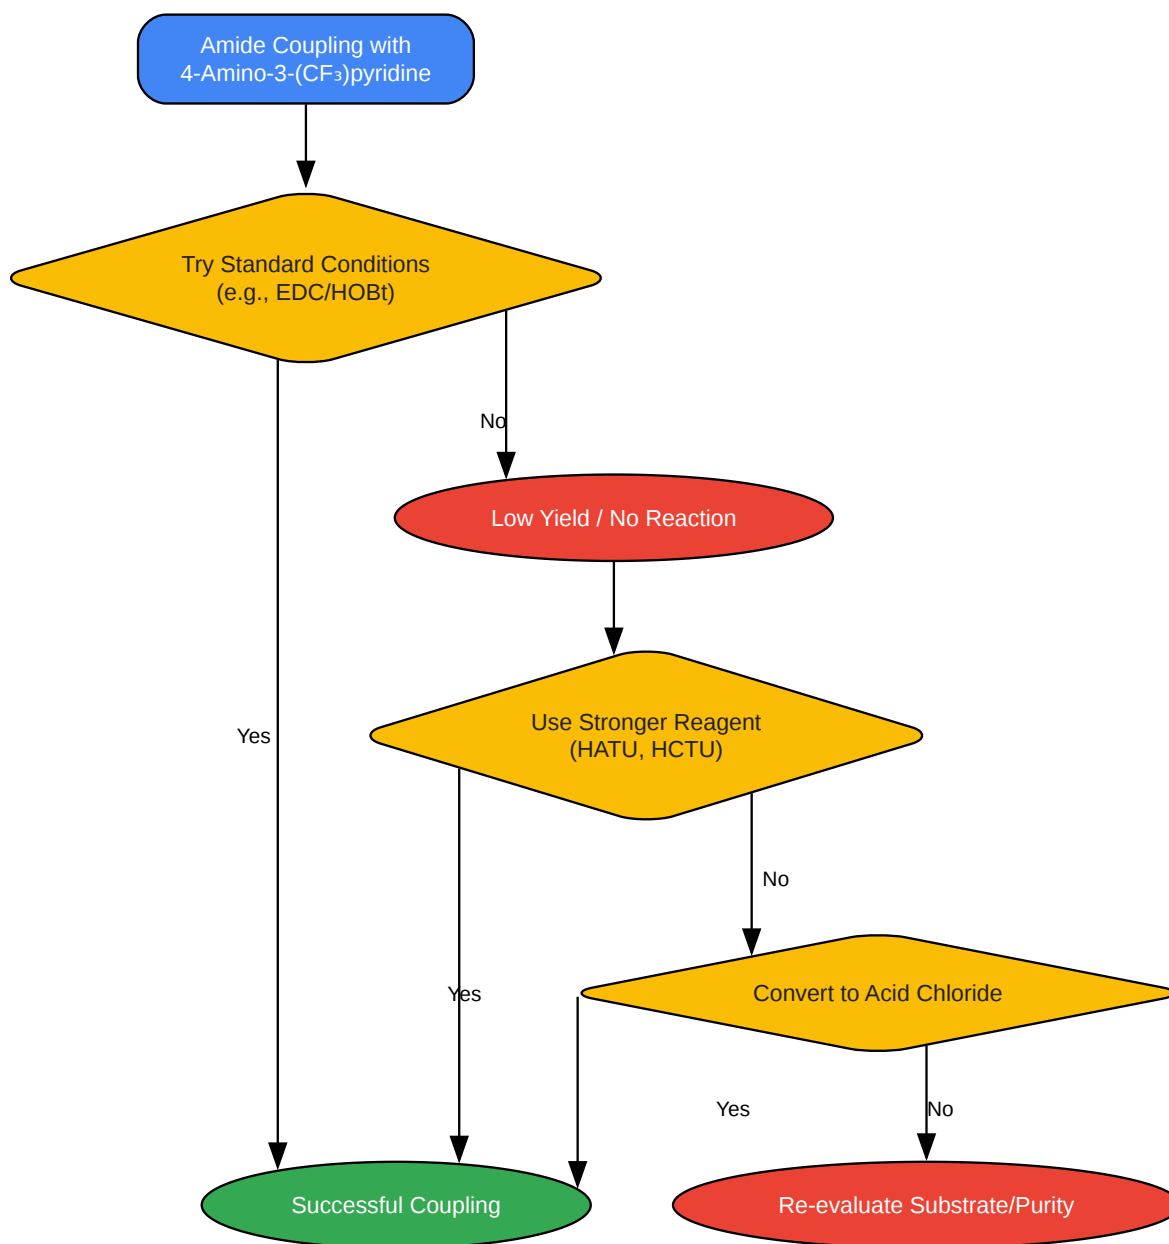 Amide Coupling with
4-Amino-3-(CF₃)pyridine
Try Standard Conditions
(e.g., EDC/HOBt)
No
Low Yield / No Reaction
Use Stronger Reagent
(HATU, HCTU)
Yes
No
Convert to Acid Chloride
Yes
Yes
No
Successful Coupling
Re-evaluate Substrate/Purity